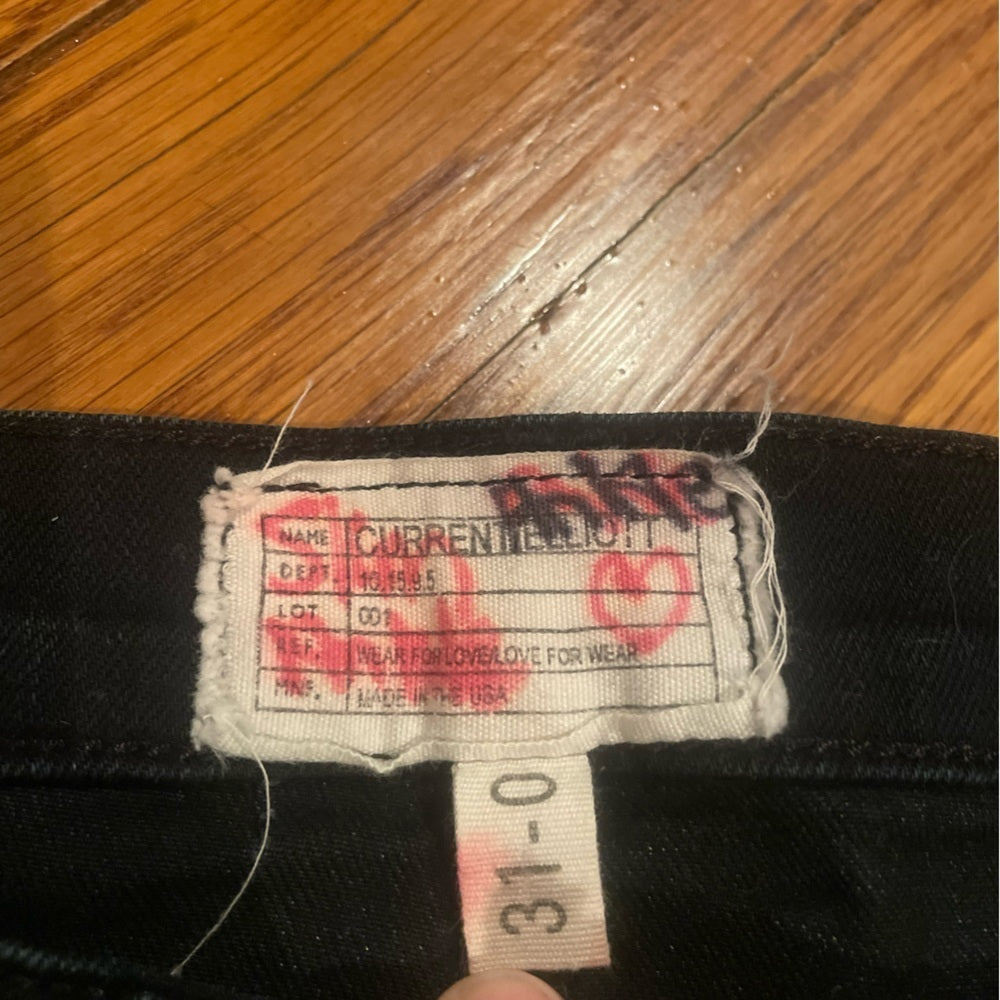 NAME CURRENT/ELLIOTT
DEPT. 10.15.9.5
LOT 001
REF. WEAR FOR LOVE/LOVE FOR WEAR
MNF. MADE IN THE USA
31-0